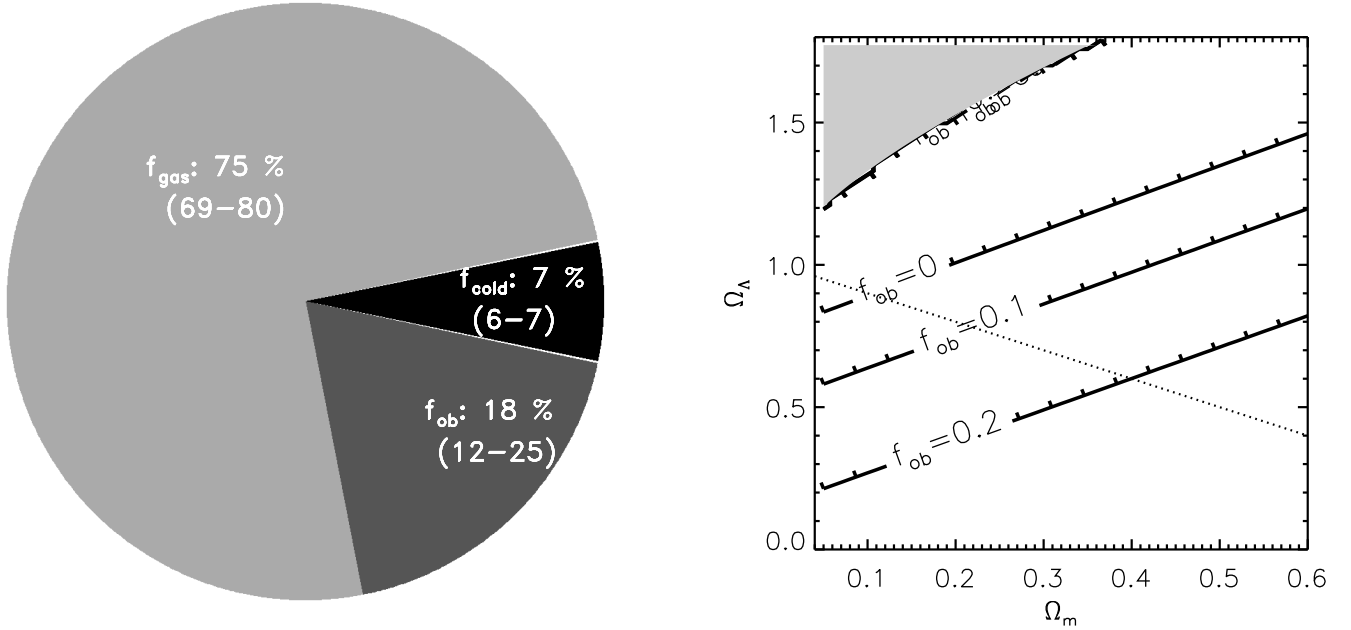 f_gas: 75 %
(69−80)
f_cold: 7 %
(6−7)
f_ob: 18 %
(12−25)
1.5
1.0
0.5
0.0
Ω_Λ
f_ob=0
f_ob=0.1
f_ob=0.2
0.1 0.2 0.3 0.4 0.5 0.6
Ω_m